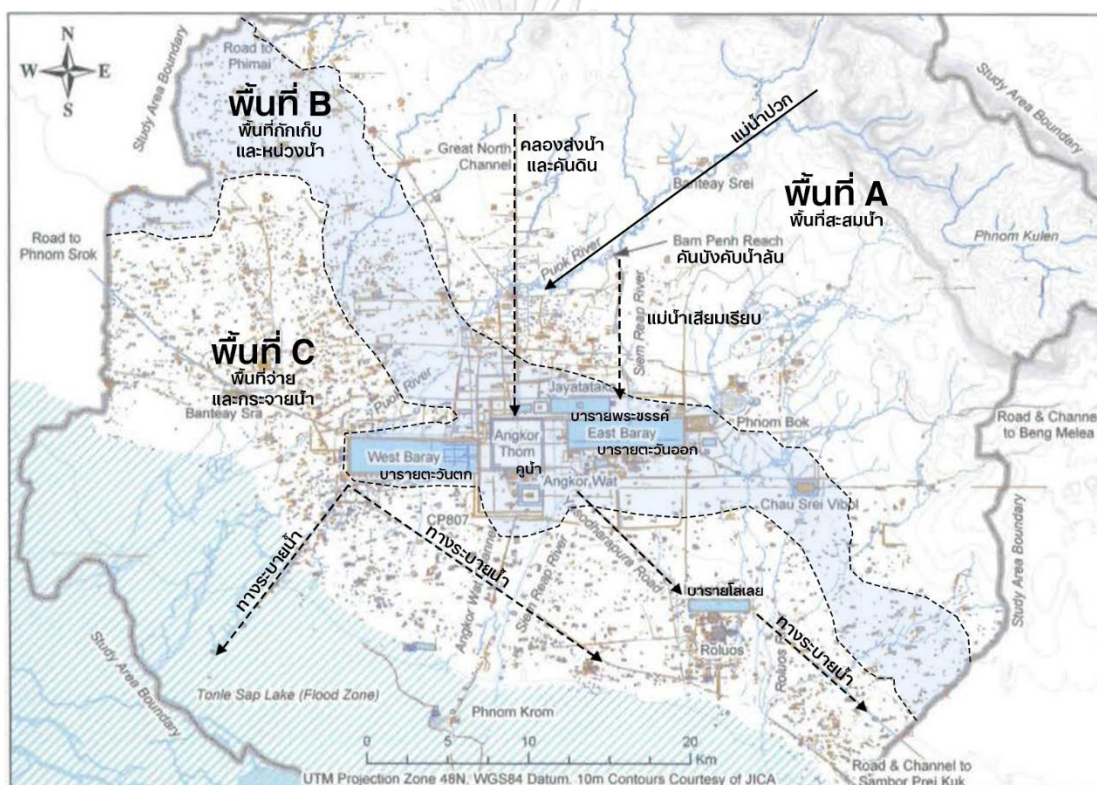 N
W E
S
Road to
Phimai
Study Area Boundary
Study Area Boundary
พื้นที่ B
พื้นที่กักเก็บ
และหน่วงน้ำ
Great North
Channel
คลองส่งน้ำ
และคันดิน
แม่น้ำปวก
Banteay Srei
พื้นที่ A
พื้นที่สะสมน้ำ
Phnom Kulen
Road to
Phnom Srok
Puok River
Bam Penh Reach
คันบังคับน้ำล้น
Siem Reap River
แม่น้ำเสียมเรียบ
พื้นที่ C
พื้นที่จ่าย
และกระจายน้ำ
Banteay Sra
Puok River
Jayatataka
บารายพระขรรค์
East Baray
บารายตะวันออก
Phnom Bok
Road & Channel
to Beng Melea
West Baray
บารายตะวันตก
Angkor
Thom
คูน้ำ
Angkor Wat
Chau Srei Vibol
CP807
ทางระบายน้ำ
ทางระบายน้ำ
Angkor Wat Channel
Siem Reap River
Yasodharapura Road
บารายโลเลย
Roluos
ทางระบายน้ำ
Study Area Boundary
Study Area Boundary
Tonle Sap Lake (Flood Zone)
Phnom Krom
0 5 10 20
Km
UTM Projection Zone 48N. WGS84 Datum. 10m Contours Courtesy of JICA
Road & Channel to
Sambor Prei Kuk